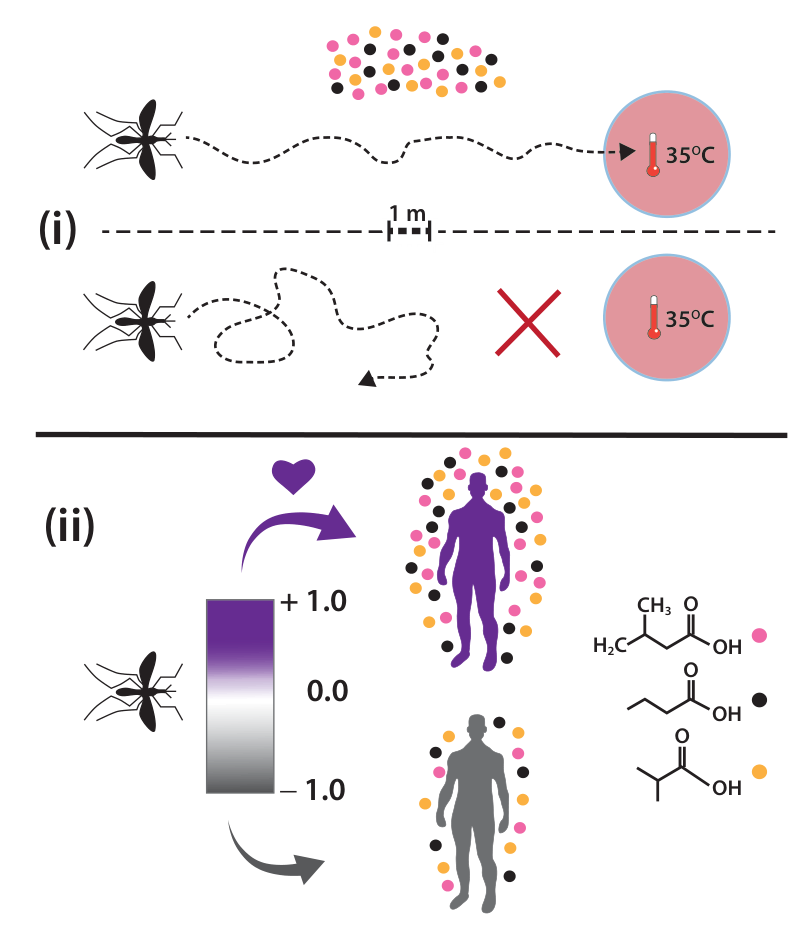 35°C
(i)
1 m
35°C
(ii)
+ 1.0
0.0
– 1.0
CH₃
O
H₂C
OH
O
OH
O
OH